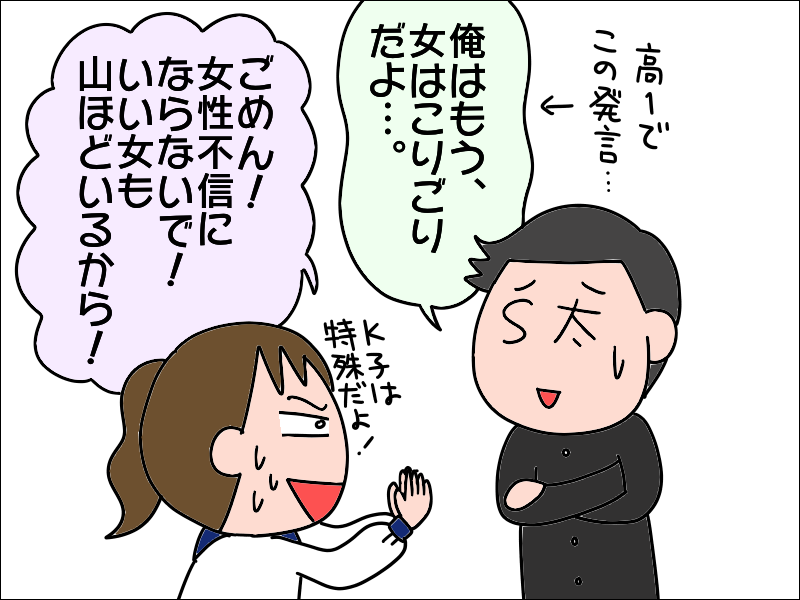 高1で
この発言…
←
俺はもう、
女はこりごり
だよ…。
S太
ごめん！
女性不信に
ならないで！
いい女も
山ほどいるから！
K子は
特殊だよ！